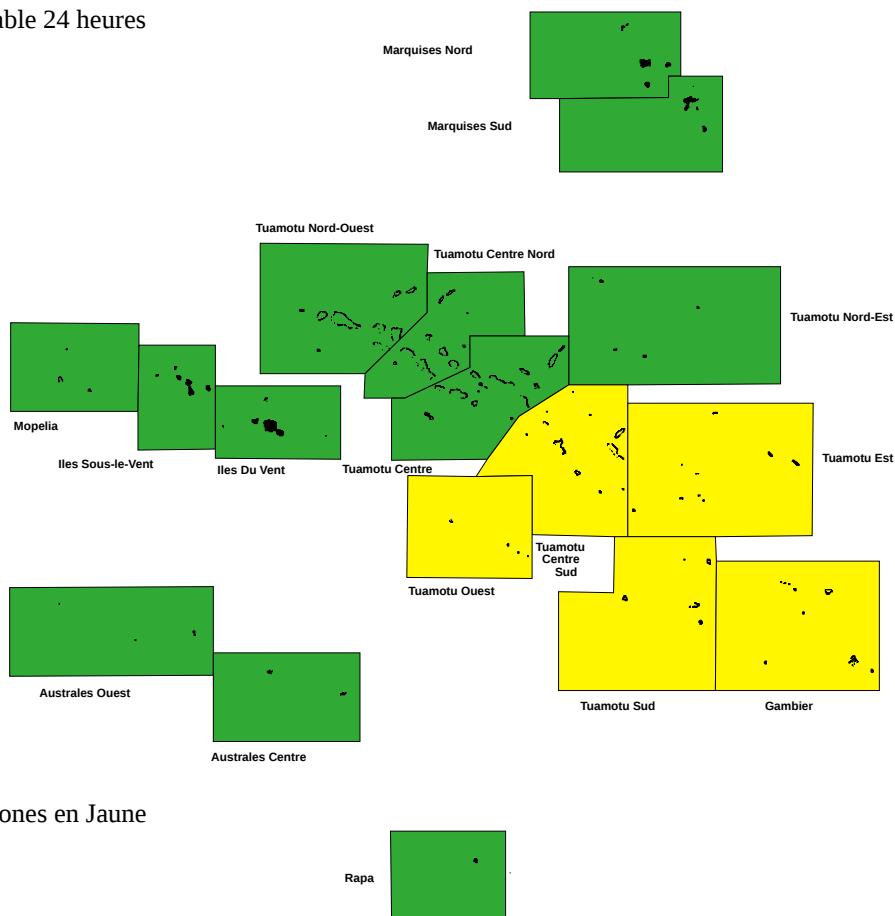 able 24 heures
Marquises Nord
Marquises Sud
Tuamotu Nord-Ouest
Tuamotu Centre Nord
Tuamotu Nord-Est
Mopelia
Iles Sous-le-Vent
Iles Du Vent
Tuamotu Centre
Tuamotu Est
Tuamotu
Centre
Sud
Tuamotu Ouest
Australes Ouest
Tuamotu Sud
Gambier
Australes Centre
ones en Jaune
Rapa